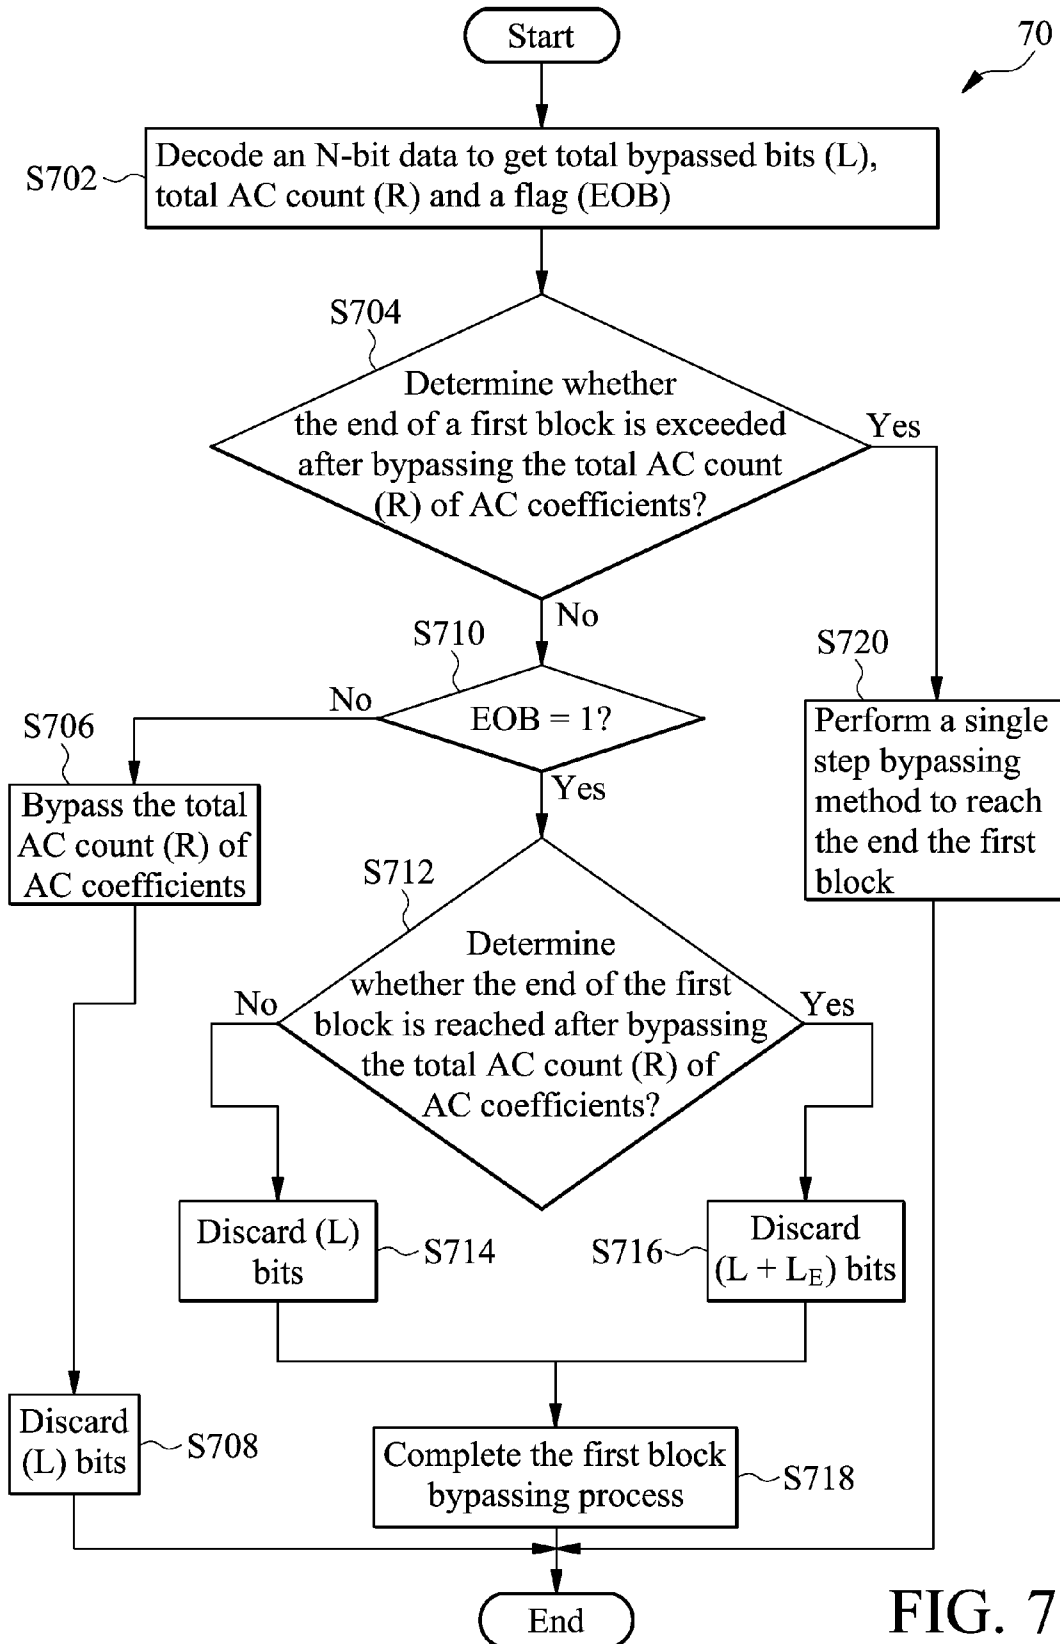 Start
70
S702
Decode an N-bit data to get total bypassed bits (L),
total AC count (R) and a flag (EOB)
S704
Determine whether
the end of a first block is exceeded
after bypassing the total AC count
(R) of AC coefficients?
Yes
No
S710
EOB = 1?
No
Yes
S720
Perform a single
step bypassing
method to reach
the end the first
block
S706
Bypass the total
AC count (R) of
AC coefficients
S712
Determine
whether the end of the first
block is reached after bypassing
the total AC count (R) of
AC coefficients?
No
Yes
Discard (L)
bits
S714
S716
Discard
(L + L_E) bits
Discard
(L) bits
S708
Complete the first block
bypassing process
S718
End
FIG. 7